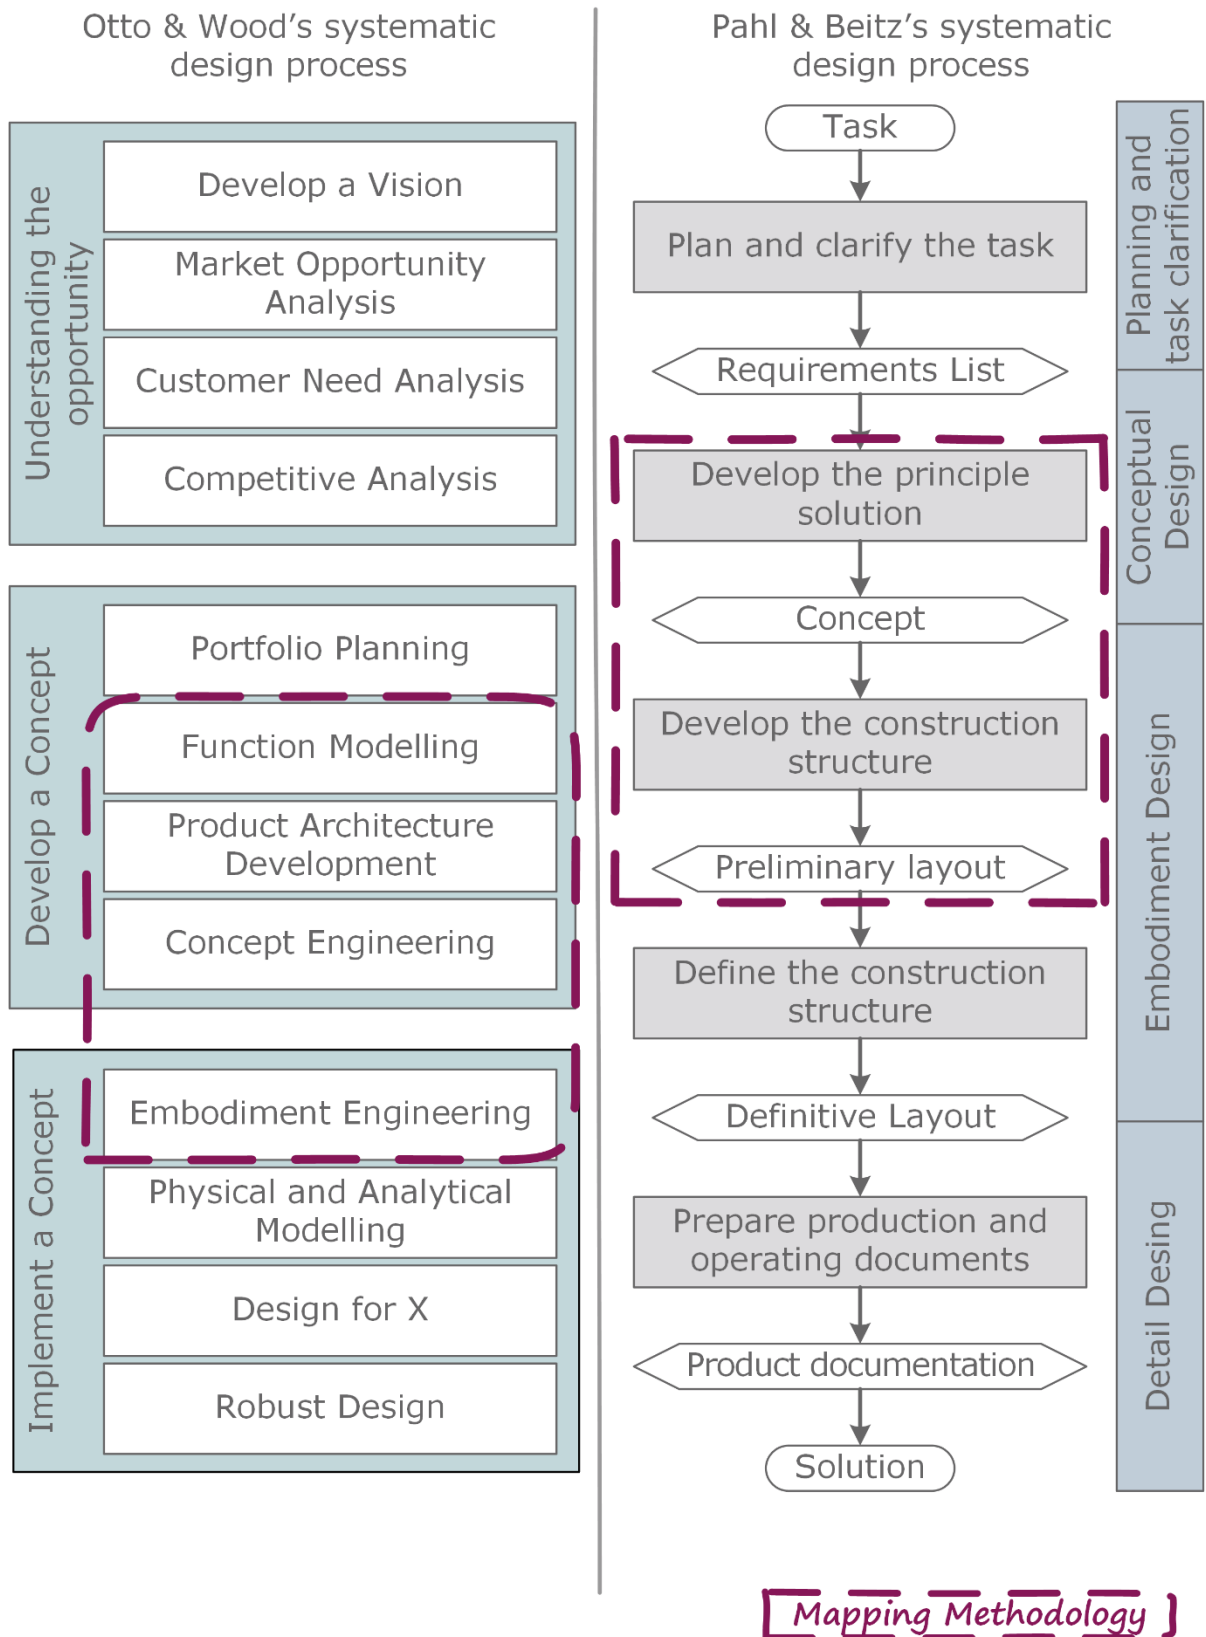 Otto & Wood’s systematic
design process
Understanding the
opportunity
Develop a Vision
Market Opportunity
Analysis
Customer Need Analysis
Competitive Analysis
Develop a Concept
Portfolio Planning
Function Modelling
Product Architecture
Development
Concept Engineering
Implement a Concept
Embodiment Engineering
Physical and Analytical
Modelling
Design for X
Robust Design
Pahl & Beitz’s systematic
design process
Task
Plan and clarify the task
Requirements List
Develop the principle
solution
Concept
Develop the construction
structure
Preliminary layout
Define the construction
structure
Definitive Layout
Prepare production and
operating documents
Product documentation
Solution
Planning and
task clarification
Conceptual
Design
Embodiment Design
Detail Desing
Mapping Methodology